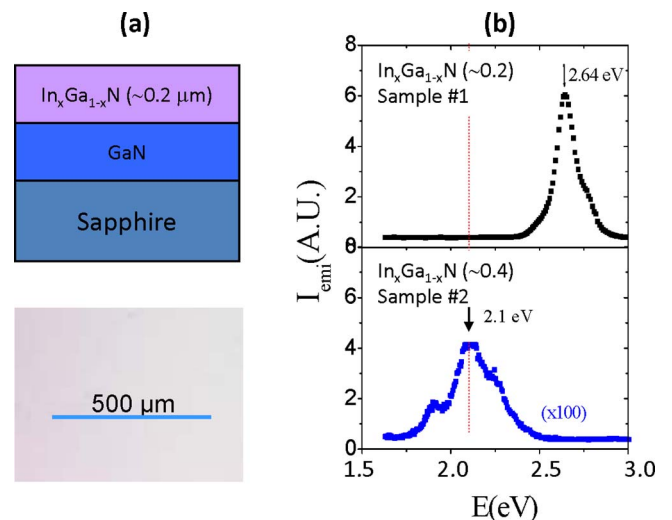 (a)
InxGa1-xN (~0.2 μm)
GaN
Sapphire
500 μm
(b)
8
6
4
2
0
InxGa1-xN (~0.2)
Sample #1
2.64 eV
Iemi(A.U.)
6
4
2
0
InxGa1-xN (~0.4)
Sample #2
2.1 eV
(x100)
1.5 2.0 2.5 3.0
E(eV)